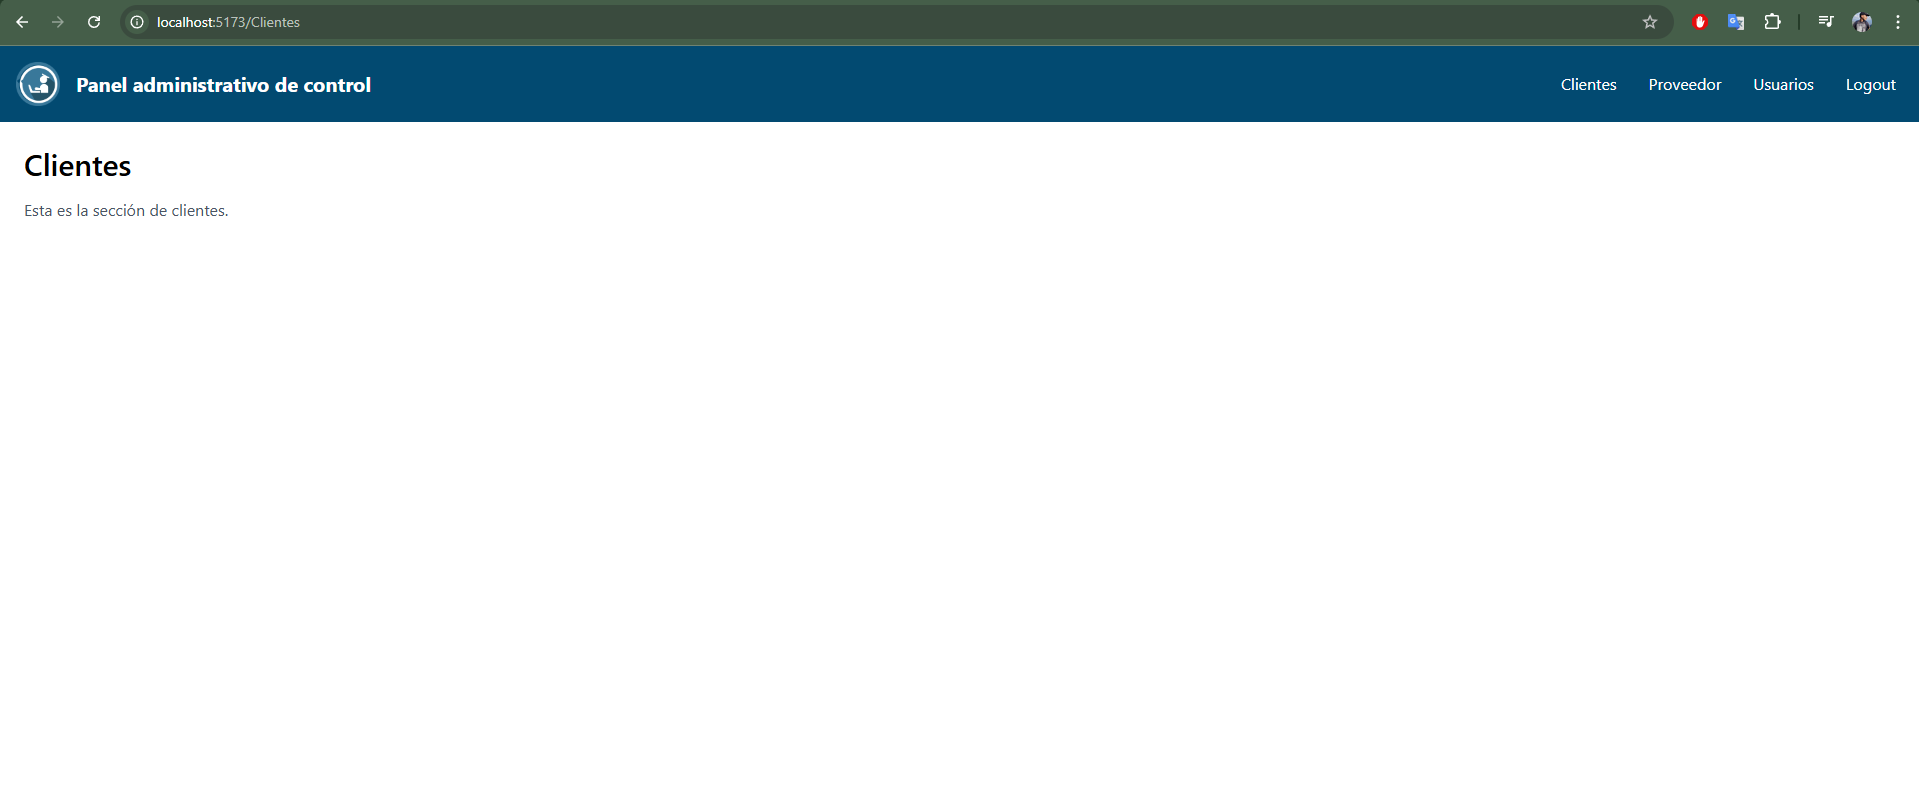 localhost:5173/Clientes
Panel administrativo de control
Clientes
Proveedor
Usuarios
Logout
Clientes
Esta es la sección de clientes.